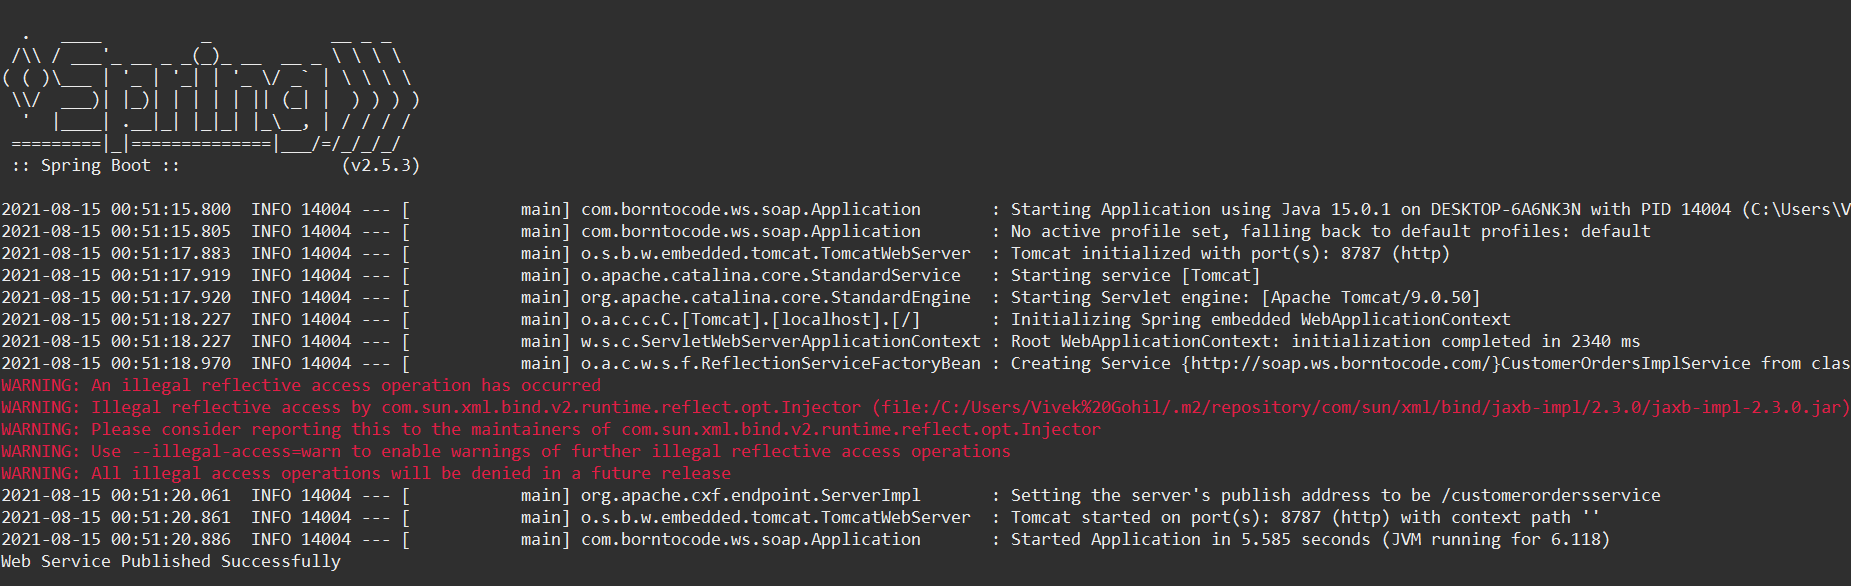 .   ____          _            __ _ _
 /\\ / ___'_ __ _ _(_)_ __  __ _ \ \ \ \
( ( )\___ | '_ | '_| | '_ \/ _` | \ \ \ \
 \\/  ___)| |_)| | | | | || (_| |  ) ) ) )
  '  |____| .__|_| |_|_| |_\__, | / / / /
 =========|_|==============|___/=/_/_/_/
 :: Spring Boot ::                (v2.5.3)
2021-08-15 00:51:15.800  INFO 14004 --- [           main] com.borntocode.ws.soap.Application       : Starting Application using Java 15.0.1 on DESKTOP-6A6NK3N with PID 14004 (C:\Users\V
2021-08-15 00:51:15.805  INFO 14004 --- [           main] com.borntocode.ws.soap.Application       : No active profile set, falling back to default profiles: default
2021-08-15 00:51:17.883  INFO 14004 --- [           main] o.s.b.w.embedded.tomcat.TomcatWebServer  : Tomcat initialized with port(s): 8787 (http)
2021-08-15 00:51:17.919  INFO 14004 --- [           main] o.apache.catalina.core.StandardService   : Starting service [Tomcat]
2021-08-15 00:51:17.920  INFO 14004 --- [           main] org.apache.catalina.core.StandardEngine  : Starting Servlet engine: [Apache Tomcat/9.0.50]
2021-08-15 00:51:18.227  INFO 14004 --- [           main] o.a.c.c.C.[Tomcat].[localhost].[/]       : Initializing Spring embedded WebApplicationContext
2021-08-15 00:51:18.227  INFO 14004 --- [           main] w.s.c.ServletWebServerApplicationContext : Root WebApplicationContext: initialization completed in 2340 ms
2021-08-15 00:51:18.970  INFO 14004 --- [           main] o.a.c.w.s.f.ReflectionServiceFactoryBean : Creating Service {http://soap.ws.borntocode.com/}CustomerOrdersImplService from clas
WARNING: An illegal reflective access operation has occurred
WARNING: Illegal reflective access by com.sun.xml.bind.v2.runtime.reflect.opt.Injector (file:/C:/Users/Vivek%20Gohil/.m2/repository/com/sun/xml/bind/jaxb-impl/2.3.0/jaxb-impl-2.3.0.jar)
WARNING: Please consider reporting this to the maintainers of com.sun.xml.bind.v2.runtime.reflect.opt.Injector
WARNING: Use --illegal-access=warn to enable warnings of further illegal reflective access operations
WARNING: All illegal access operations will be denied in a future release
2021-08-15 00:51:20.061  INFO 14004 --- [           main] org.apache.cxf.endpoint.ServerImpl       : Setting the server's publish address to be /customerordersservice
2021-08-15 00:51:20.861  INFO 14004 --- [           main] o.s.b.w.embedded.tomcat.TomcatWebServer  : Tomcat started on port(s): 8787 (http) with context path ''
2021-08-15 00:51:20.886  INFO 14004 --- [           main] com.borntocode.ws.soap.Application       : Started Application in 5.585 seconds (JVM running for 6.118)
Web Service Published Successfully